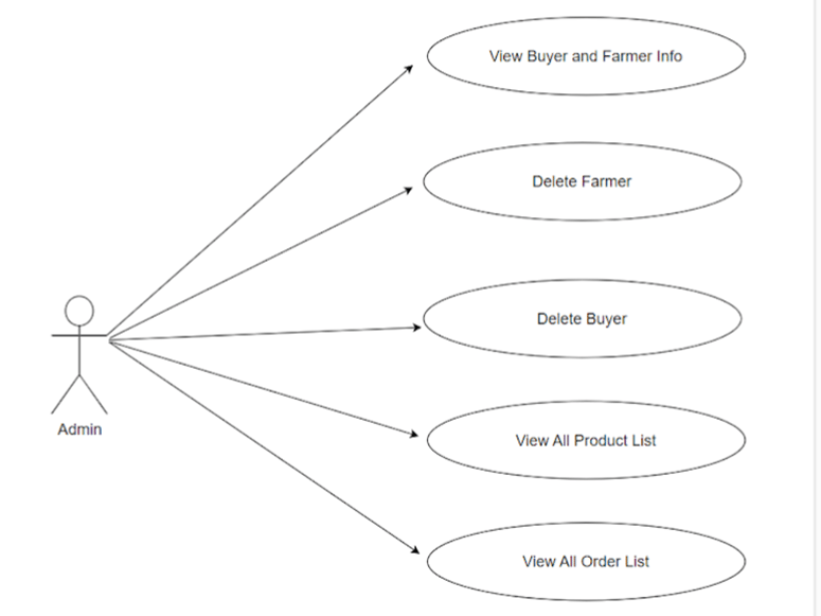 View Buyer and Farmer Info
Delete Farmer
Delete Buyer
Admin
View All Product List
View All Order List